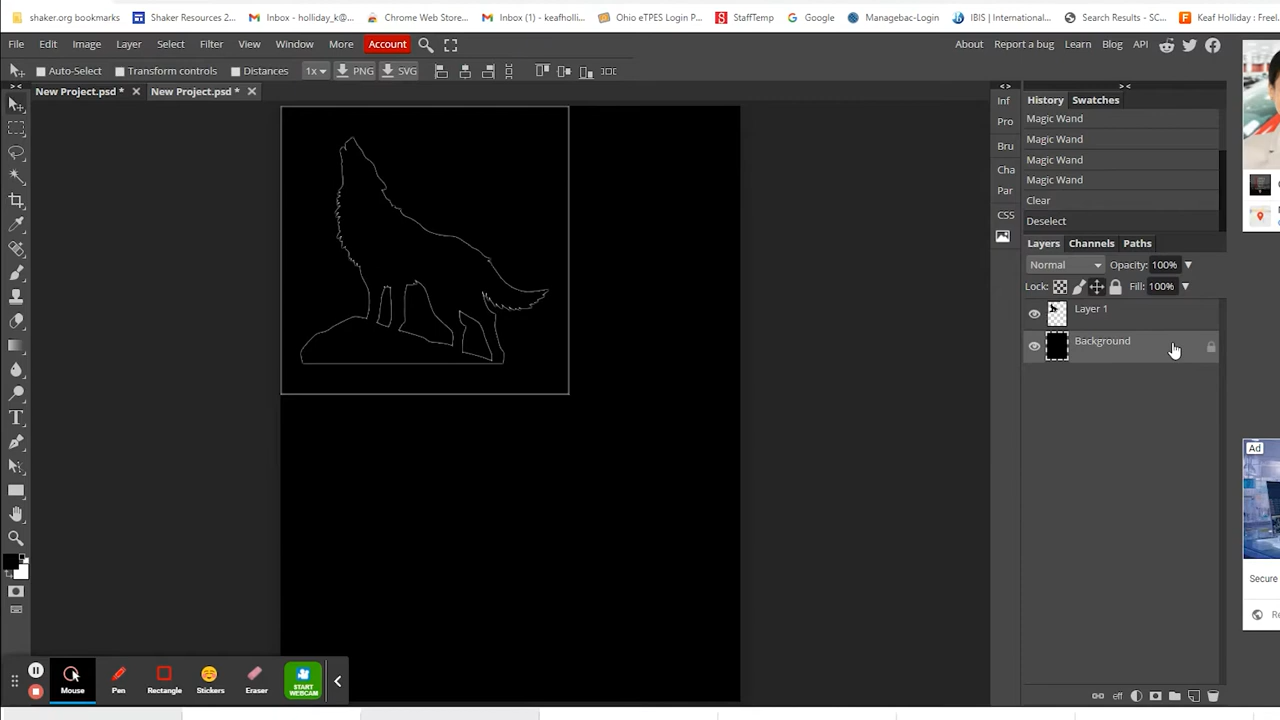 shaker.org bookmarks
Shaker Resources 2...
Inbox - holliday_k@...
Chrome Web Store...
Inbox (1) - keafholli...
Ohio eTPES Login P...
StaffTemp
Google
Managebac-Login
IBIS | International...
Search Results - SC...
Keaf Holliday : Freel
File Edit Image Layer Select Filter View Window More Account
About Report a bug Learn Blog API
Auto-Select Transform controls Distances 1x PNG SVG
New Project.psd * New Project.psd *
Inf
Pro
Bru
Cha
Par
CSS
History Swatches
Magic Wand
Magic Wand
Magic Wand
Magic Wand
Clear
Deselect
Layers Channels Paths
Normal Opacity: 100%
Lock: Fill: 100%
Layer 1
Background
eff
Ad
Secure
Mouse Pen Rectangle Stickers Eraser START WEBCAM